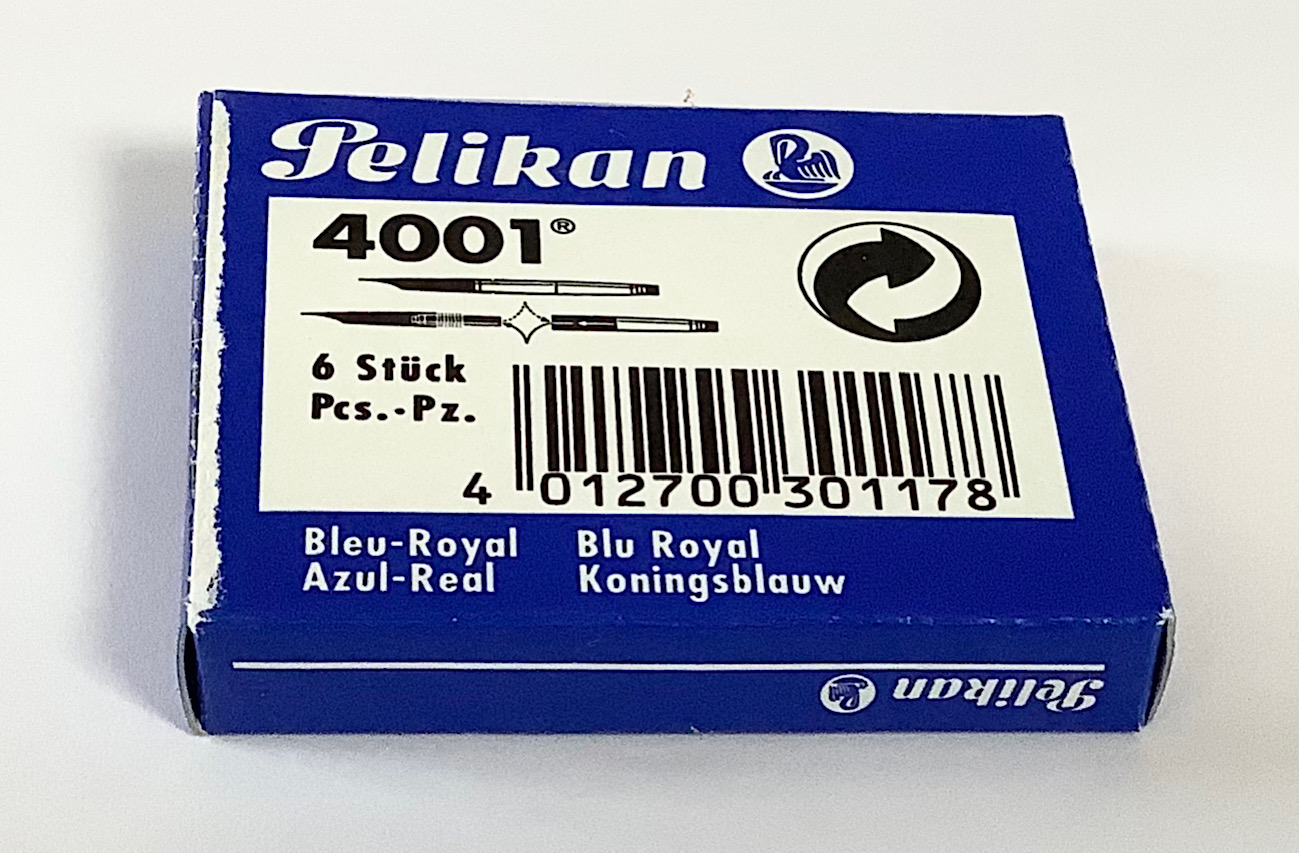 Pelikan
4001®
6 Stück
Pcs.-Pz.
4 012700 301178
Bleu-Royal Blu Royal
Azul-Real Koningsblauw
Pelikan